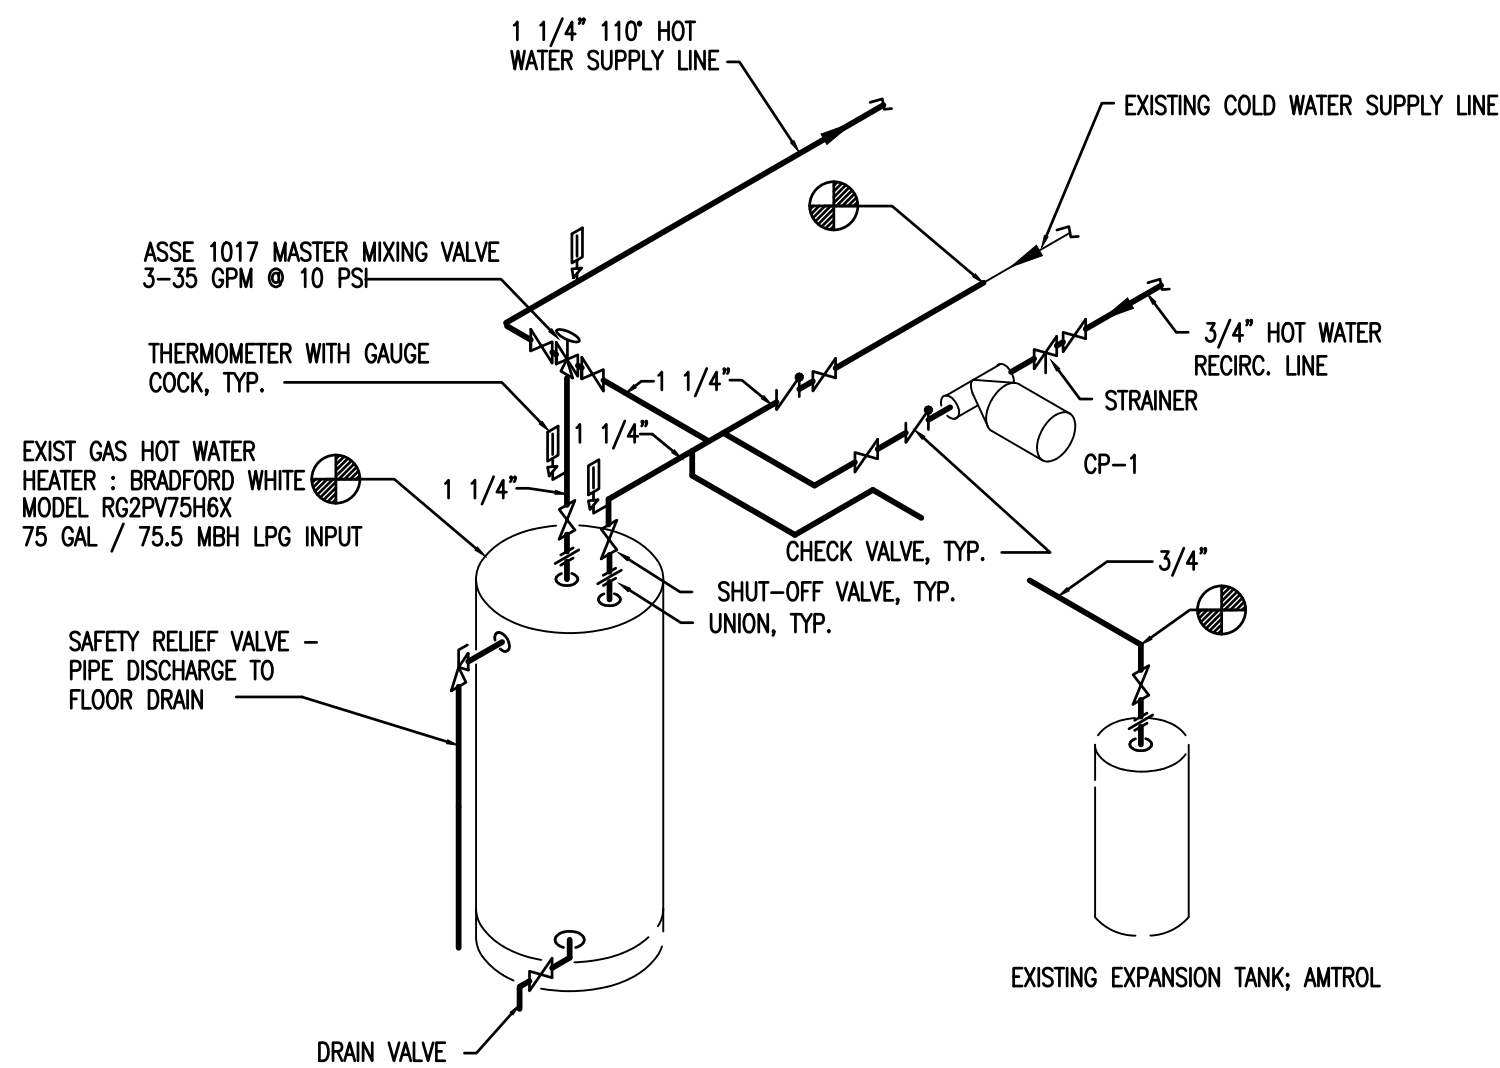 1 1/4” 110° HOT
WATER SUPPLY LINE
EXISTING COLD WATER SUPPLY LINE
ASSE 1017 MASTER MIXING VALVE
3-35 GPM @ 10 PSI
3/4” HOT WATER
RECIRC. LINE
THERMOMETER WITH GAUGE
COCK, TYP.
1 1/4”
1 1/4”
STRAINER
1 1/4”
CP-1
EXIST GAS HOT WATER
HEATER : BRADFORD WHITE
MODEL RG2PV75H6X
75 GAL / 75.5 MBH LPG INPUT
1 1/4”
CHECK VALVE, TYP.
3/4”
SHUT-OFF VALVE, TYP.
UNION, TYP.
SAFETY RELIEF VALVE -
PIPE DISCHARGE TO
FLOOR DRAIN
EXISTING EXPANSION TANK; AMTROL
DRAIN VALVE